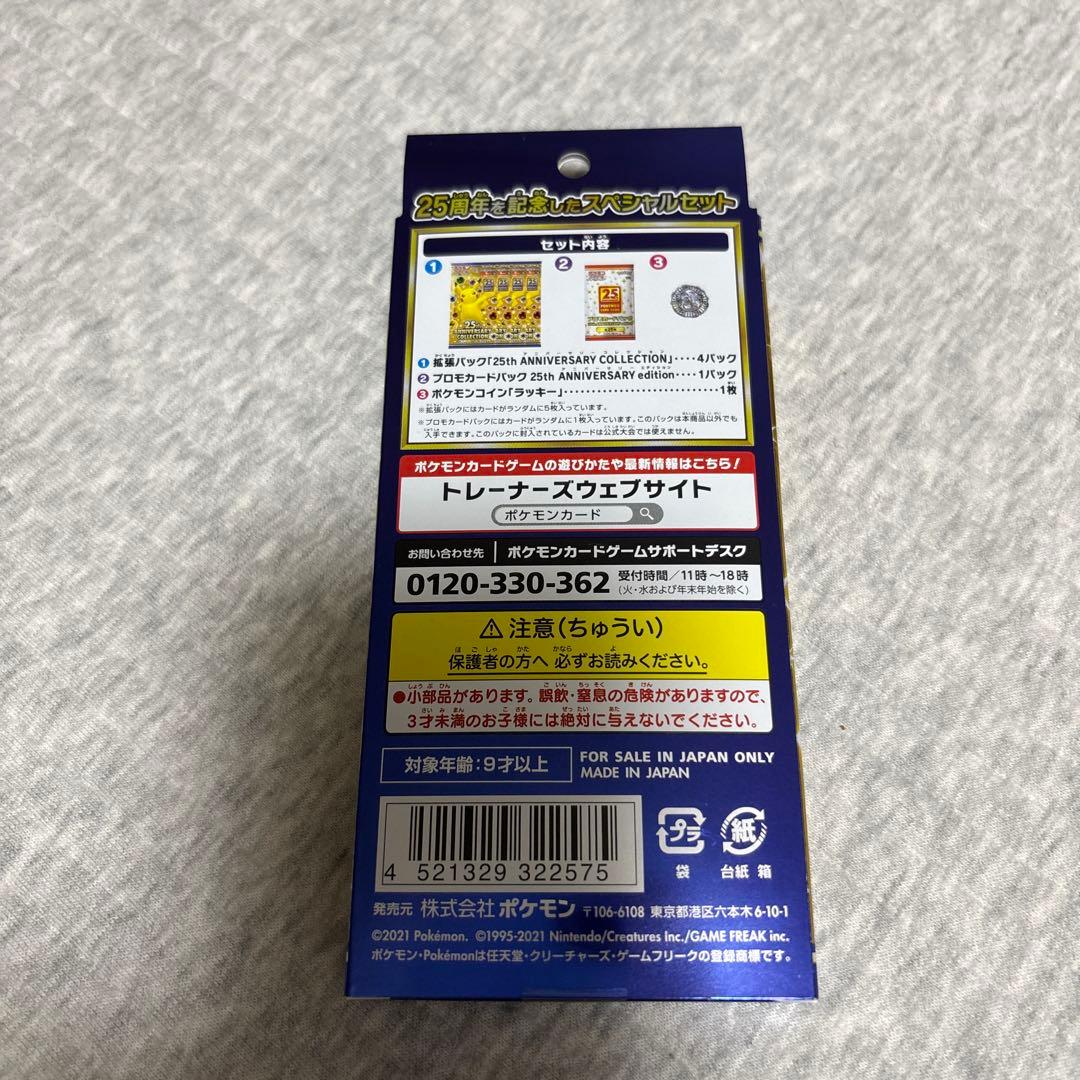 25周年を記念したスペシャルセット
セット内容
1 2 3
25th ANNIVERSARY COLLECTION
25
プロモカードパック
1 拡張パック「25th ANNIVERSARY COLLECTION」････4パック
2 プロモカードパック 25th ANNIVERSARY edition････1パック
3 ポケモンコイン「ラッキー」････････････････････････1枚
※拡張パックにはカードがランダムに5枚入っています。
※プロモカードパックにはカードがランダムに1枚入っています。このパックは本商品以外でも
入手できます。このパックに封入されているカードは公式大会では使えません。
ポケモンカードゲームの遊びかたや最新情報はこちら!
トレーナーズウェブサイト
ポケモンカード
お問い合わせ先 ポケモンカードゲームサポートデスク
0120-330-362 受付時間/11時〜18時
(火・水および年末年始を除く)
⚠注意(ちゅうい)
保護者の方へ 必ずお読みください。
●小部品があります。誤飲・窒息の危険がありますので、
3才未満のお子様には絶対に与えないでください。
対象年齢:9才以上
FOR SALE IN JAPAN ONLY
MADE IN JAPAN
4 521329 322575
プラ 紙
袋 台紙 箱
発売元 株式会社ポケモン 〒106-6108 東京都港区六本木6-10-1
©2021 Pokémon. ©1995-2021 Nintendo/Creatures Inc./GAME FREAK inc.
ポケモン・Pokémonは任天堂・クリーチャーズ・ゲームフリークの登録商標です。